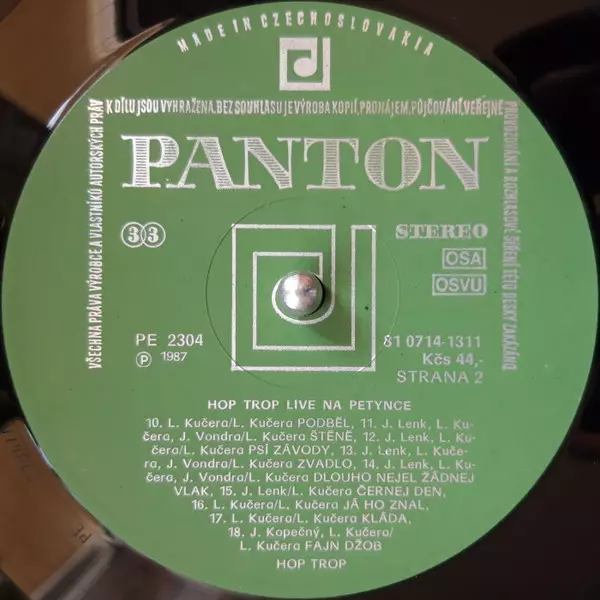 MADE IN CZECHOSLOVAKIA
VŠECHNA PRÁVA VÝROBCE A VLASTNÍKŮ AUTORSKÝCH PRÁV
K DÍLU JSOU VYHRAŽENA. BEZ SOUHLASU JE VÝROBA KOPIÍ, PRONÁJEM, PŮJČOVÁNÍ, VEŘEJNÉ
PROVOZOVÁNÍ A ROZHLASOVÉ ŠÍŘENÍ TÉTO DESKY ZAKÁZÁNO
PANTON
33
STEREO
OSA
OSVU
PE 2304
℗ 1987
81 0714-1311
Kčs 44,-
STRANA 2
HOP TROP LIVE NA PETYNCE
10. L. Kučera/L. Kučera PODBĚL, 11. J. Lenk, L. Ku-
čera, J. Vondra/L. Kučera ŠTĚNĚ, 12. J. Lenk, L. Ku-
čera/L. Kučera PSÍ ZÁVODY, 13. J. Lenk, L. Kuče-
ra, J. Vondra/L. Kučera ZVADLO, 14. J. Lenk, L. Ku-
čera, J. Vondra/L. Kučera DLOUHO NEJEL ŽÁDNEJ
VLAK, 15. J. Lenk/L. Kučera ČERNEJ DEN,
16. L. Kučera/L. Kučera JÁ HO ZNAL,
17. L. Kučera/L. Kučera KLÁDA,
18. J. Kopečný, L. Kučera/
L. Kučera FAJN DŽOB
HOP TROP